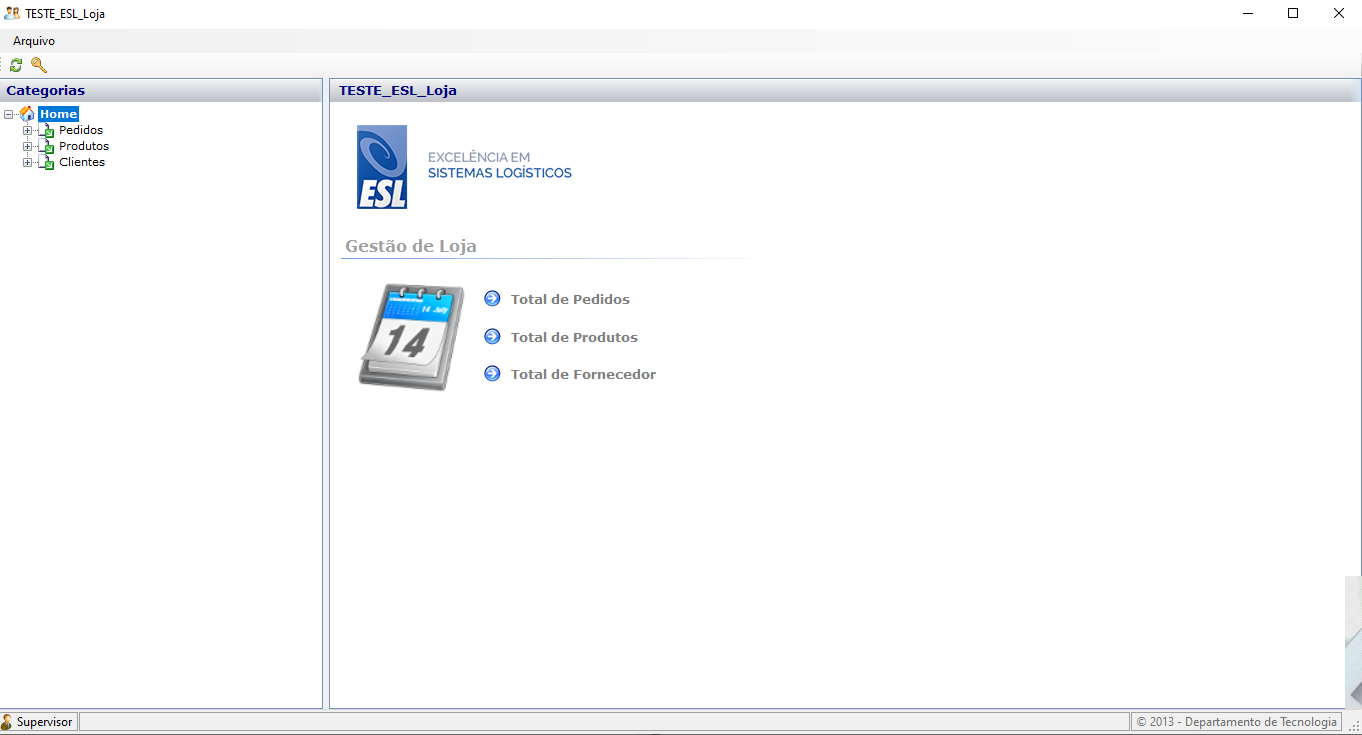 TESTE_ESL_Loja
Arquivo
Categorias
Home
Pedidos
Produtos
Clientes
TESTE_ESL_Loja
ESL
EXCELÊNCIA EM
SISTEMAS LOGÍSTICOS
Gestão de Loja
14 July
14
Total de Pedidos
Total de Produtos
Total de Fornecedor
Supervisor
© 2013 - Departamento de Tecnologia